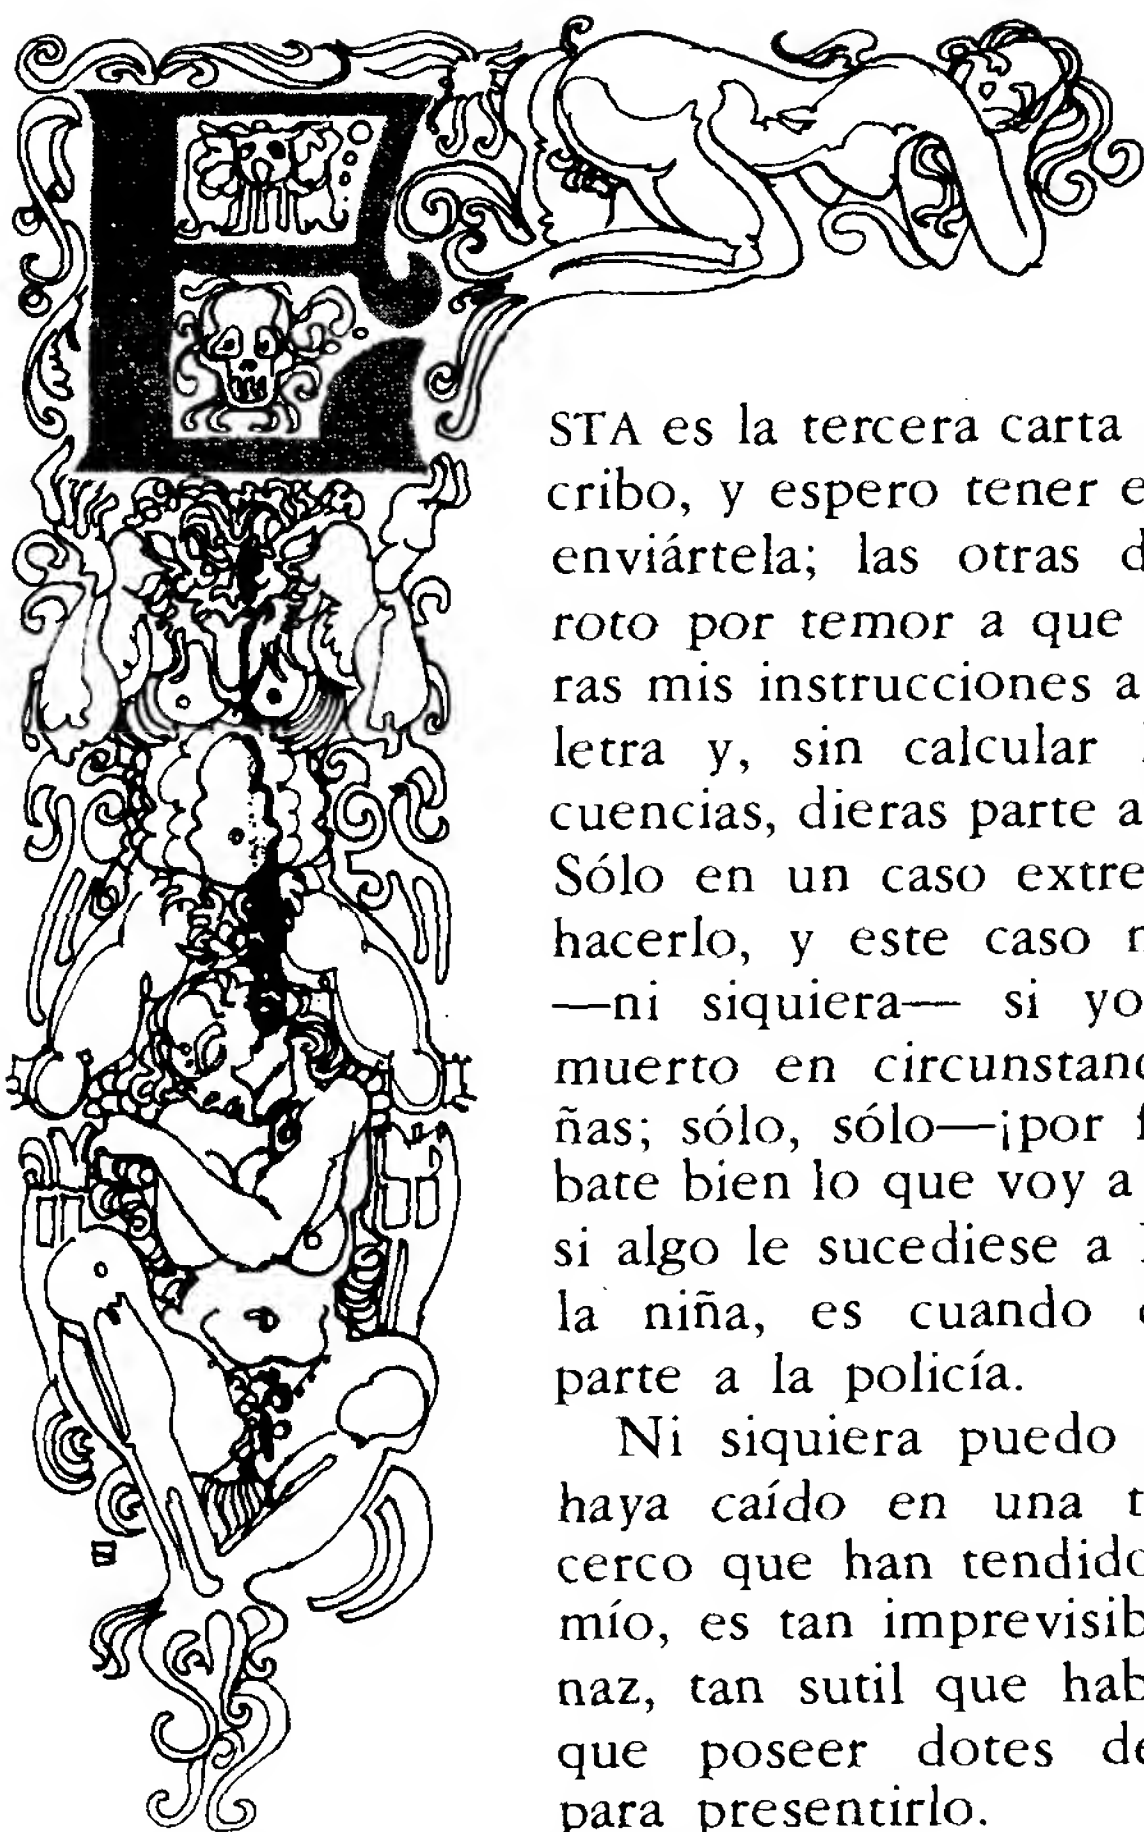 ESTA es la tercera carta
cribo, y espero tener e
enviártela; las otras d
roto por temor a que
ras mis instrucciones a
letra y, sin calcular
cuencias, dieras parte a
Sólo en un caso extre
hacerlo, y este caso
—ni siquiera— si yo
muerto en circunstanc
ñas; sólo, sólo—¡por f
bate bien lo que voy a
si algo le sucediese a
la niña, es cuando
parte a la policía.
Ni siquiera puedo
haya caído en una t
cerco que han tendido
mío, es tan imprevisib
naz, tan sutil que hab
que poseer dotes de
para presentirlo.